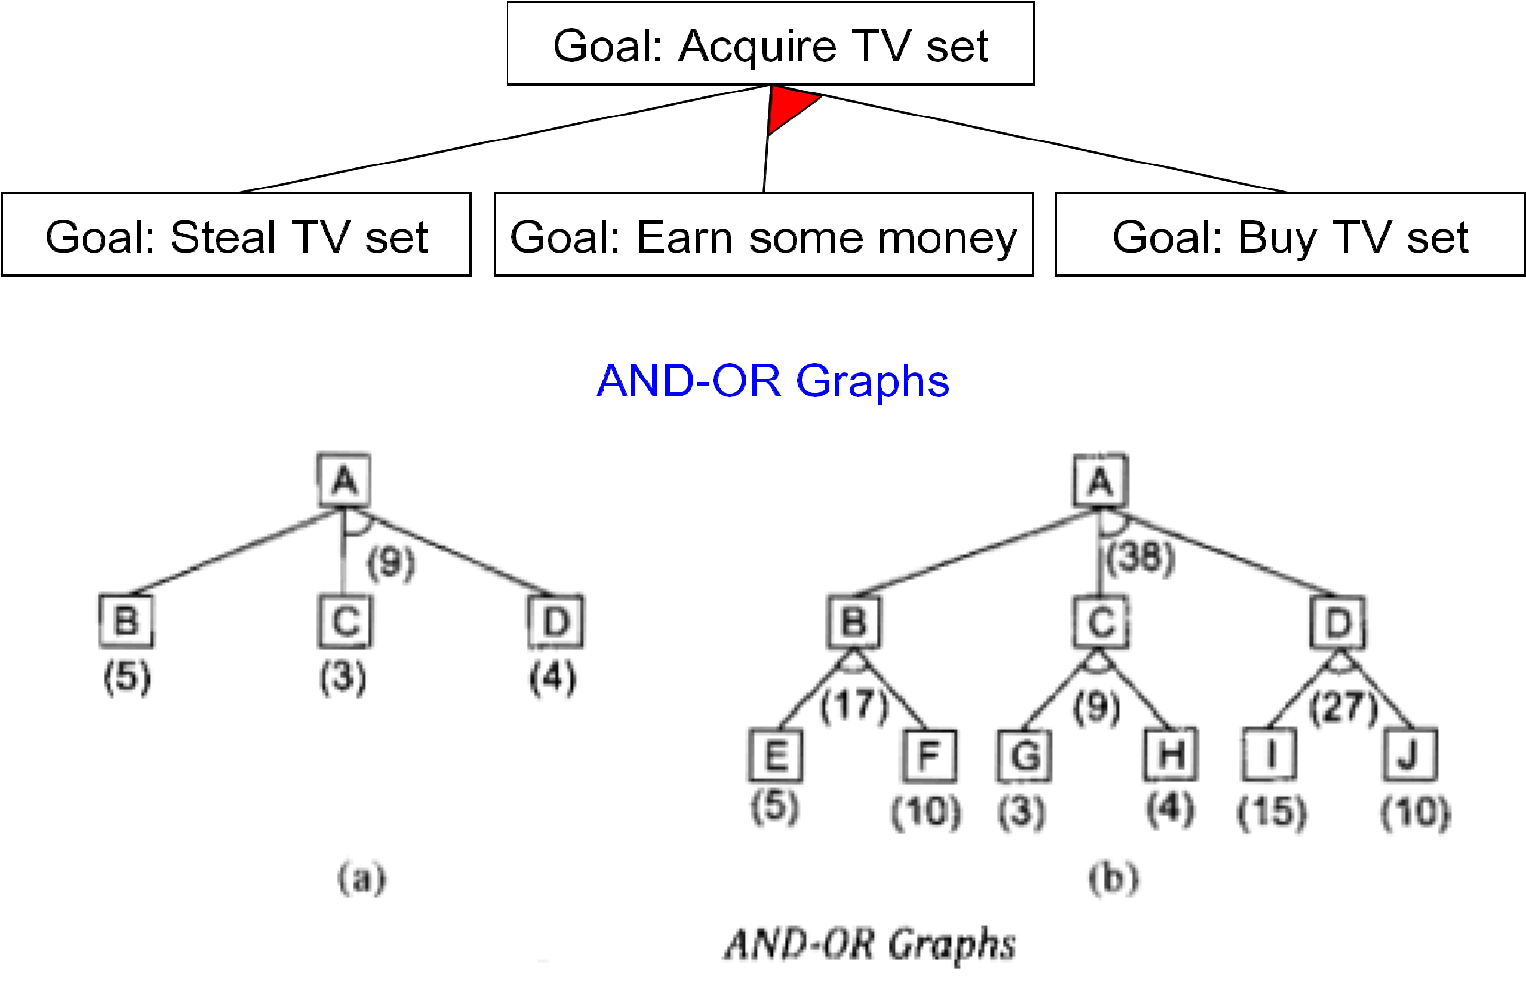 Goal: Acquire TV set
Goal: Steal TV set
Goal: Earn some money
Goal: Buy TV set
AND-OR Graphs
A
(9)
B
C
D
(5)
(3)
(4)
(a)
A
(38)
B
C
D
(17)
(9)
(27)
E
F
G
H
I
J
(5)
(10)
(3)
(4)
(15)
(10)
(b)
AND-OR Graphs